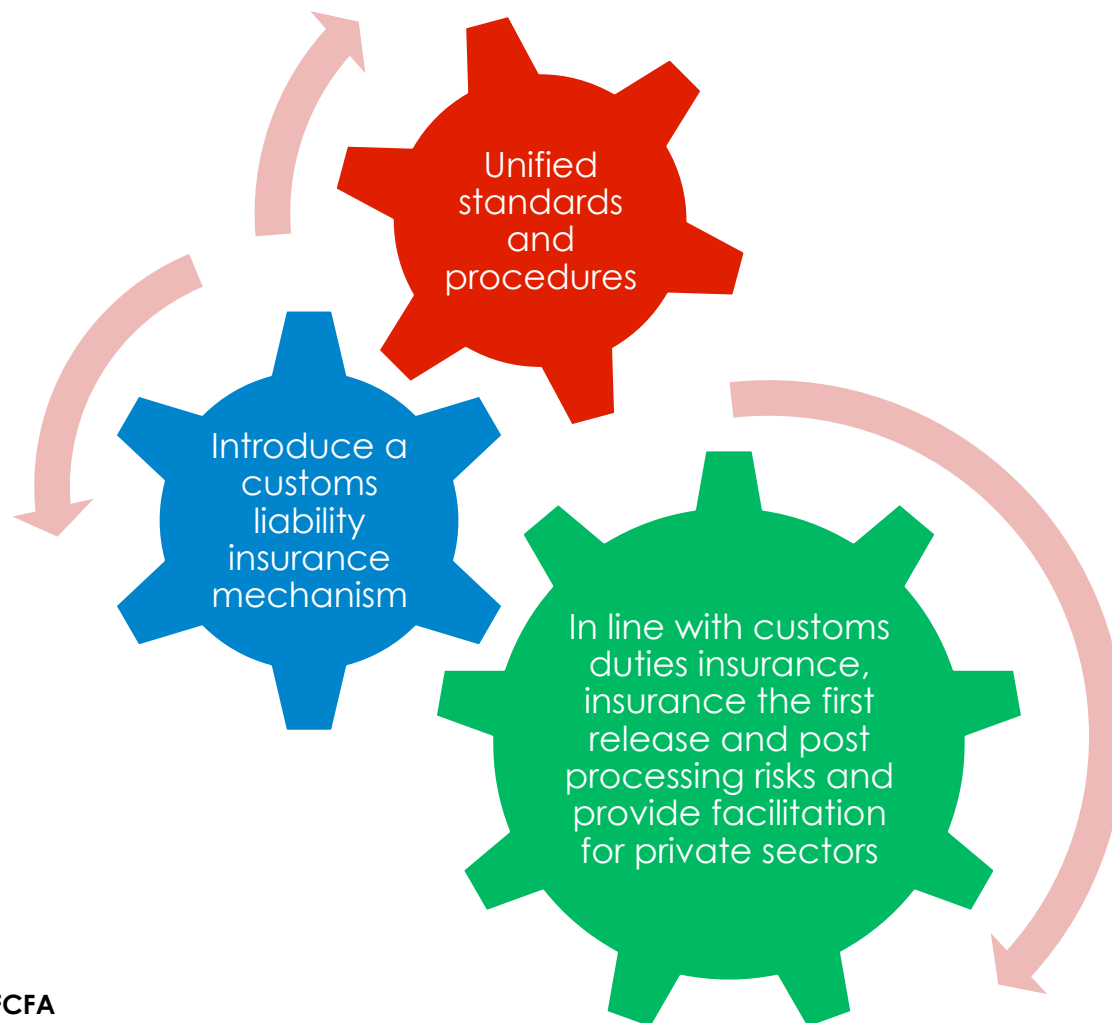 Unified
standards
and
procedures
Introduce a
customs
liability
insurance
mechanism
In line with customs
duties insurance,
insurance the first
release and post
processing risks and
provide facilitation
for private sectors
FCFA